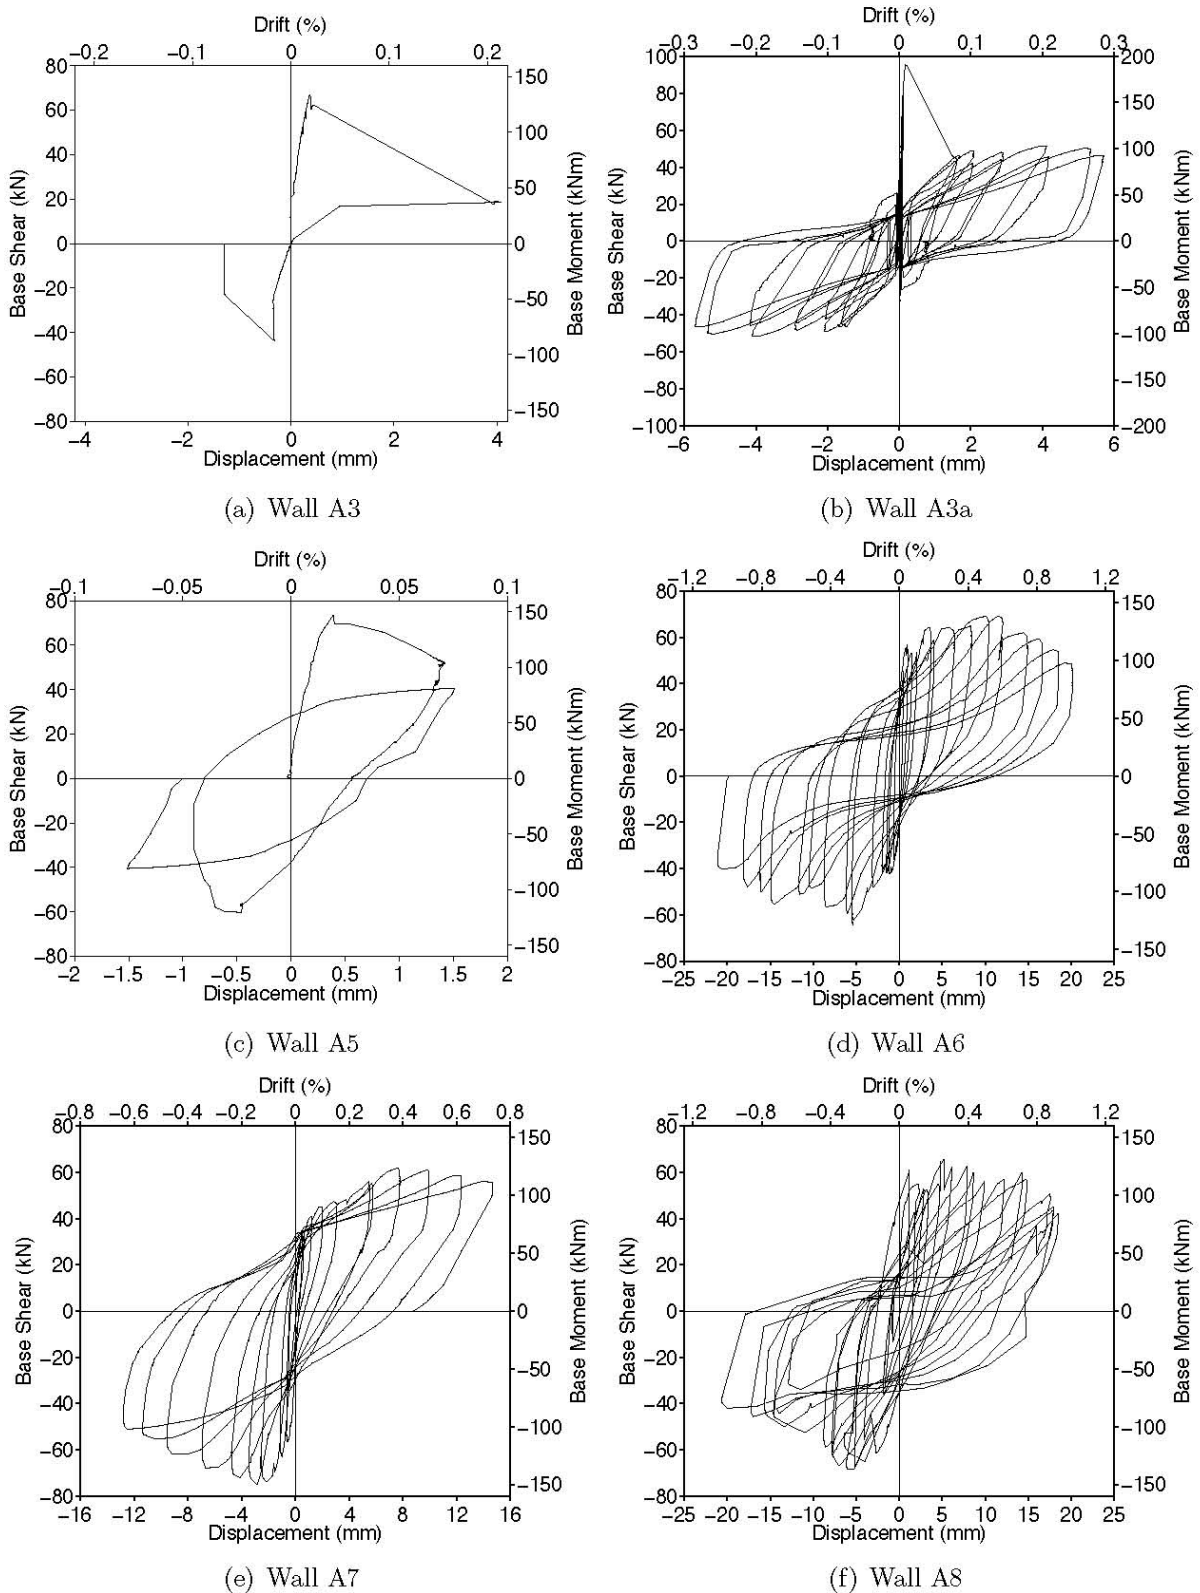 Drift (%)
−0.2 −0.1 0 0.1 0.2
80 60 40 20 0 −20 −40 −60 −80
Base Shear (kN)
150 100 50 0 −50 −100 −150
Base Moment (kNm)
−4 −2 0 2 4
Displacement (mm)
(a) Wall A3
Drift (%)
−0.3 −0.2 −0.1 0 0.1 0.2 0.3
100 80 60 40 20 0 −20 −40 −60 −80 −100
Base Shear (kN)
200 150 100 50 0 −50 −100 −150 −200
Base Moment (kNm)
−6 −4 −2 0 2 4 6
Displacement (mm)
(b) Wall A3a
Drift (%)
−0.1 −0.05 0 0.05 0.1
80 60 40 20 0 −20 −40 −60 −80
Base Shear (kN)
150 100 50 0 −50 −100 −150
Base Moment (kNm)
−2 −1.5 −1 −0.5 0 0.5 1 1.5 2
Displacement (mm)
(c) Wall A5
Drift (%)
−1.2 −0.8 −0.4 0 0.4 0.8 1.2
80 60 40 20 0 −20 −40 −60 −80
Base Shear (kN)
150 100 50 0 −50 −100 −150
Base Moment (kNm)
−25 −20 −15 −10 −5 0 5 10 15 20 25
Displacement (mm)
(d) Wall A6
Drift (%)
−0.8 −0.6 −0.4 −0.2 0 0.2 0.4 0.6 0.8
80 60 40 20 0 −20 −40 −60 −80
Base Shear (kN)
150 100 50 0 −50 −100 −150
Base Moment (kNm)
−16 −12 −8 −4 0 4 8 12 16
Displacement (mm)
(e) Wall A7
Drift (%)
−1.2 −0.8 −0.4 0 0.4 0.8 1.2
80 60 40 20 0 −20 −40 −60 −80
Base Shear (kN)
150 100 50 0 −50 −100 −150
Base Moment (kNm)
−25 −20 −15 −10 −5 0 5 10 15 20 25
Displacement (mm)
(f) Wall A8